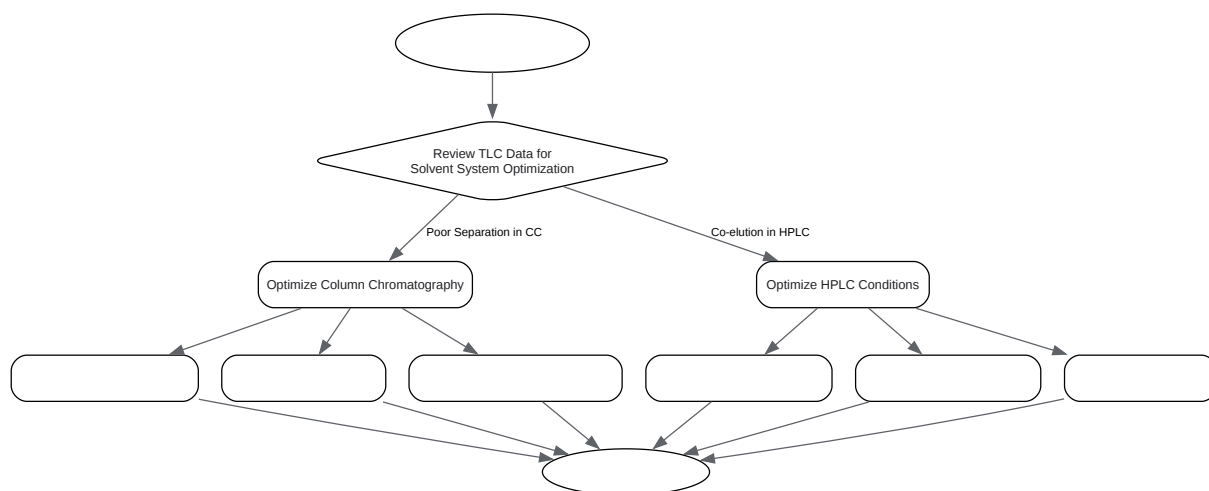 Review TLC Data for
Solvent System Optimization
Poor Separation in CC
Co-elution in HPLC
Optimize Column Chromatography
Optimize HPLC Conditions